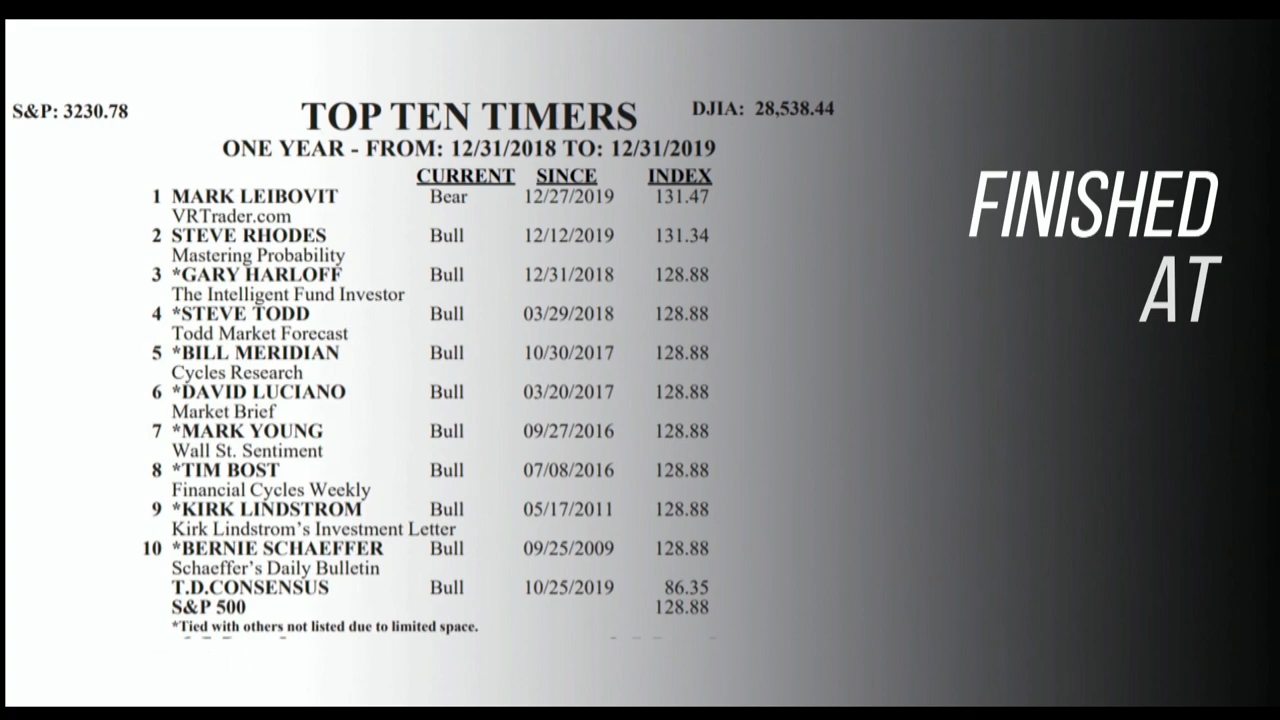 S&P: 3230.78
TOP TEN TIMERS
DJIA: 28,538.44
ONE YEAR - FROM: 12/31/2018 TO: 12/31/2019
CURRENT SINCE INDEX
1 MARK LEIBOVIT Bear 12/27/2019 131.47
VRTrader.com
2 STEVE RHODES Bull 12/12/2019 131.34
Mastering Probability
3 *GARY HARLOFF Bull 12/31/2018 128.88
The Intelligent Fund Investor
4 *STEVE TODD Bull 03/29/2018 128.88
Todd Market Forecast
5 *BILL MERIDIAN Bull 10/30/2017 128.88
Cycles Research
6 *DAVID LUCIANO Bull 03/20/2017 128.88
Market Brief
7 *MARK YOUNG Bull 09/27/2016 128.88
Wall St. Sentiment
8 *TIM BOST Bull 07/08/2016 128.88
Financial Cycles Weekly
9 *KIRK LINDSTROM Bull 05/17/2011 128.88
Kirk Lindstrom's Investment Letter
10 *BERNIE SCHAEFFER Bull 09/25/2009 128.88
Schaeffer's Daily Bulletin
T.D.CONSENSUS Bull 10/25/2019 86.35
S&P 500 128.88
*Tied with others not listed due to limited space.
FINISHED
AT